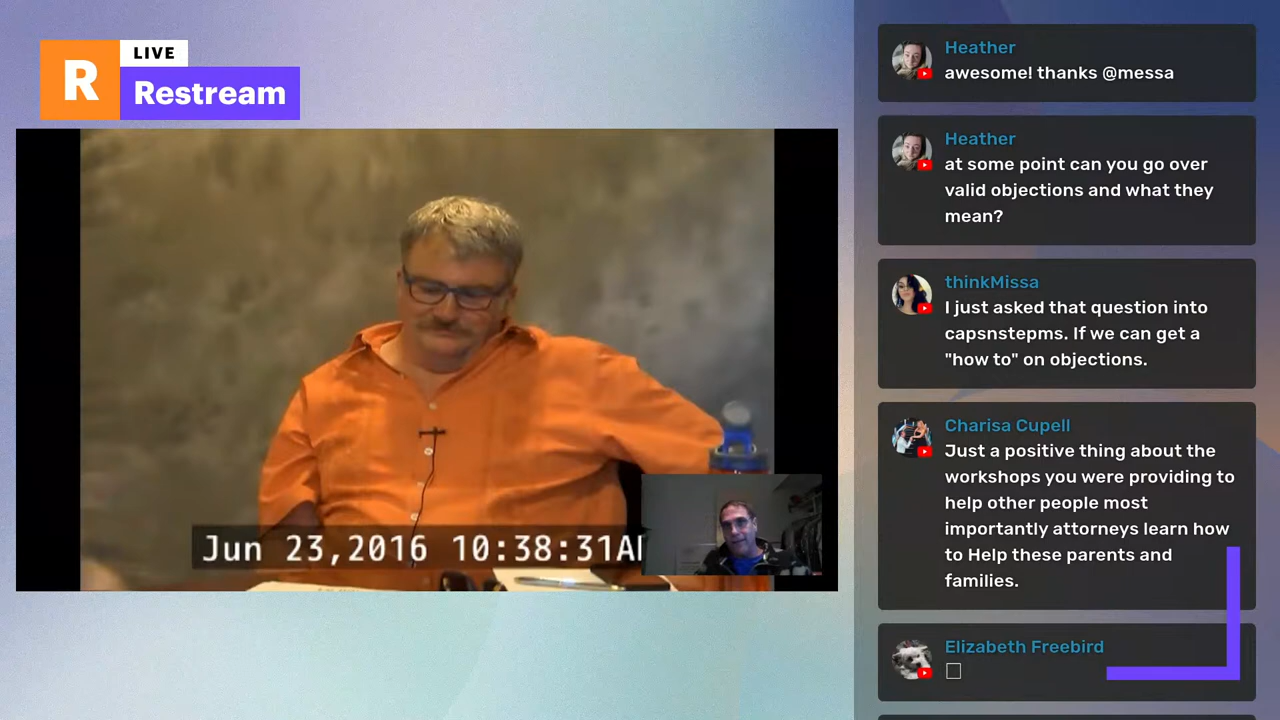 R
LIVE
Restream
Jun 23,2016 10:38:31A
Heather
awesome! thanks @messa
Heather
at some point can you go over
valid objections and what they
mean?
thinkMissa
I just asked that question into
capsnstepms. If we can get a
"how to" on objections.
Charisa Cupell
Just a positive thing about the
workshops you were providing to
help other people most
importantly attorneys learn how
to Help these parents and
families.
Elizabeth Freebird